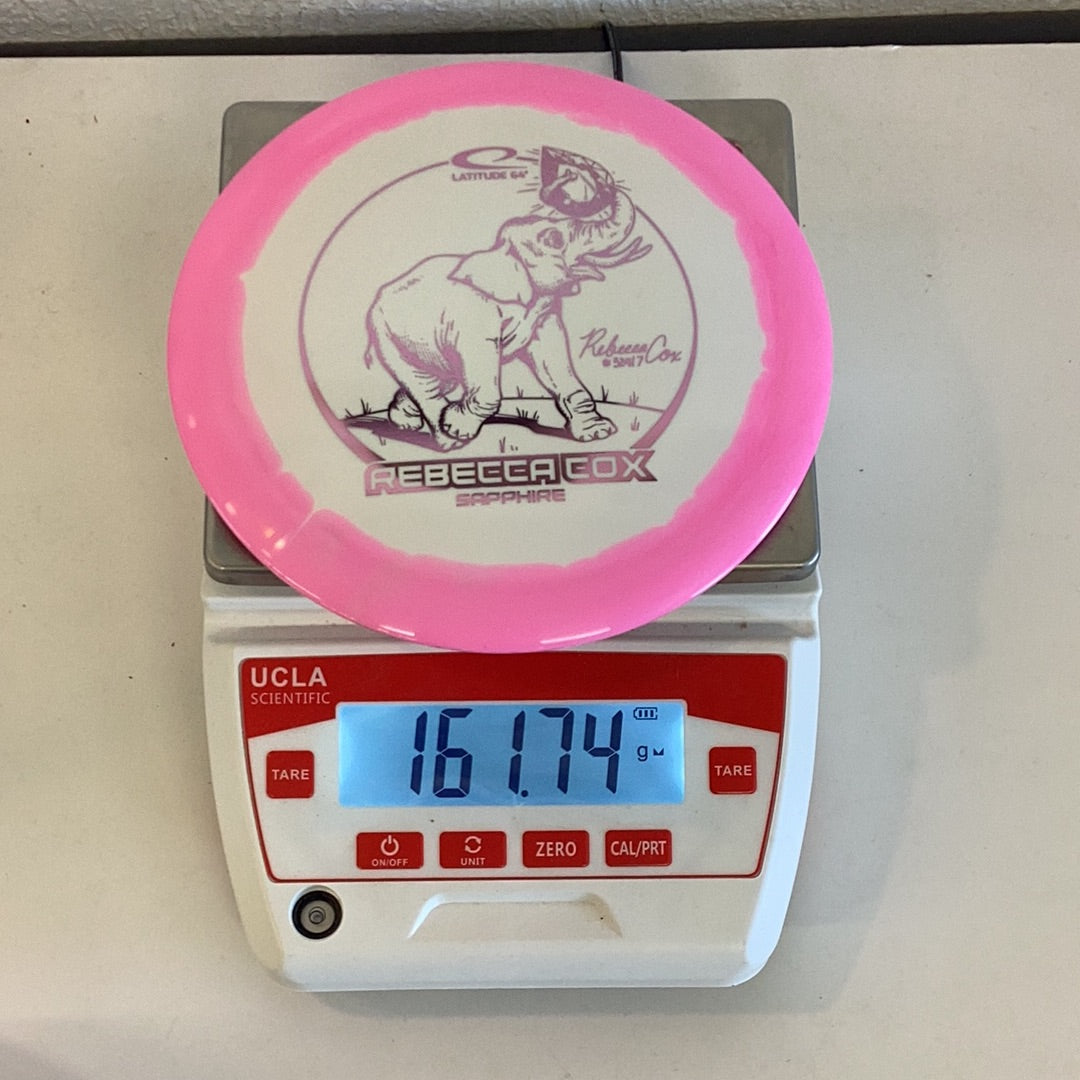 LATITUDE 64°
Rebecca Cox
REBECCA COX
SAPPHIRE
UCLA
SCIENTIFIC
161.74
g
TARE
TARE
ON/OFF
UNIT
ZERO
CAL/PRT